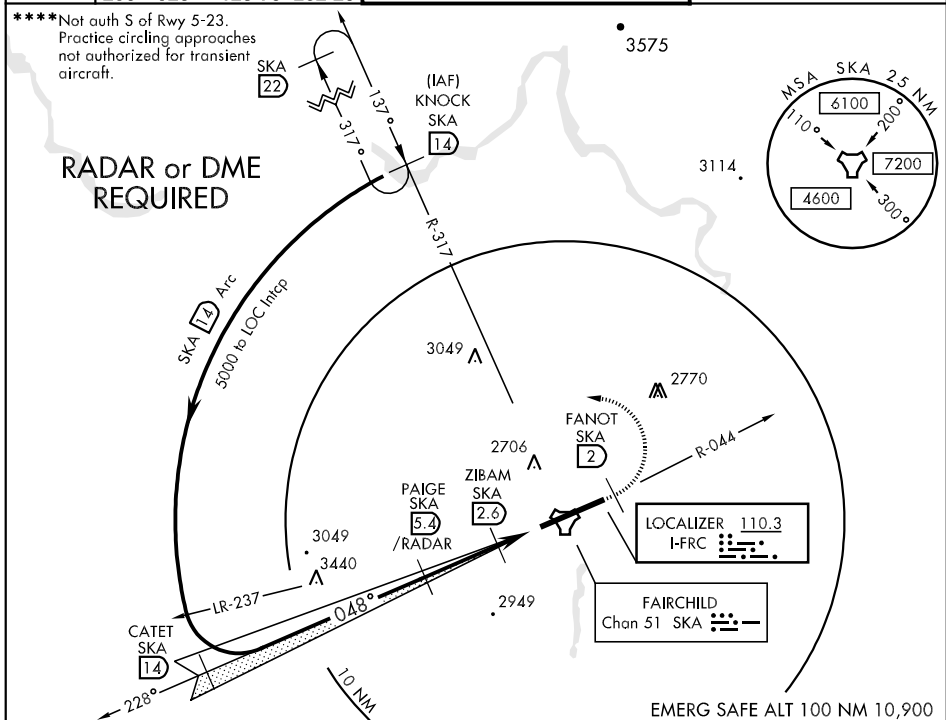 ****Not auth S of Rwy 5-23.
Practice circling approaches
not authorized for transient
aircraft.
RADAR or DME
REQUIRED
SKA
22
317°
137°
(IAF)
KNOCK
SKA
14
3575
3114
MSA SKA 25 NM
6100
110°
200°
7200
4600
300°
R-317
SKA 14 Arc
5000 to LOC Intcp
3049
2770
FANOT
SKA
2
R-044
2706
ZIBAM
SKA
2.6
PAIGE
SKA
5.4
/RADAR
LOCALIZER 110.3
I-FRC
3049
3440
LR-237
048°
2949
FAIRCHILD
Chan 51 SKA
CATET
SKA
14
228°
10 NM
EMERG SAFE ALT 100 NM 10,900